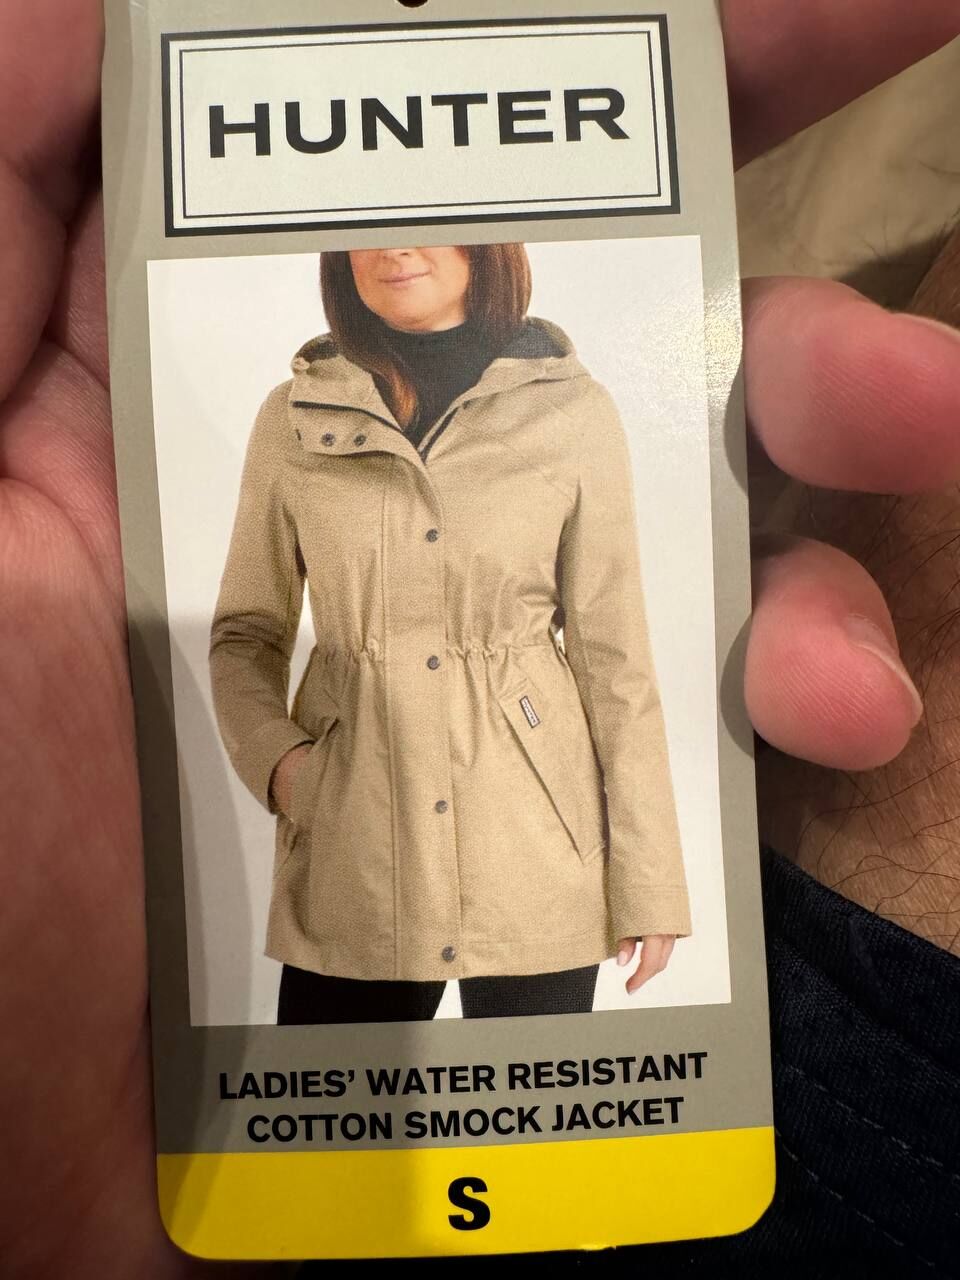 HUNTER
LADIES' WATER RESISTANT
COTTON SMOCK JACKET
S